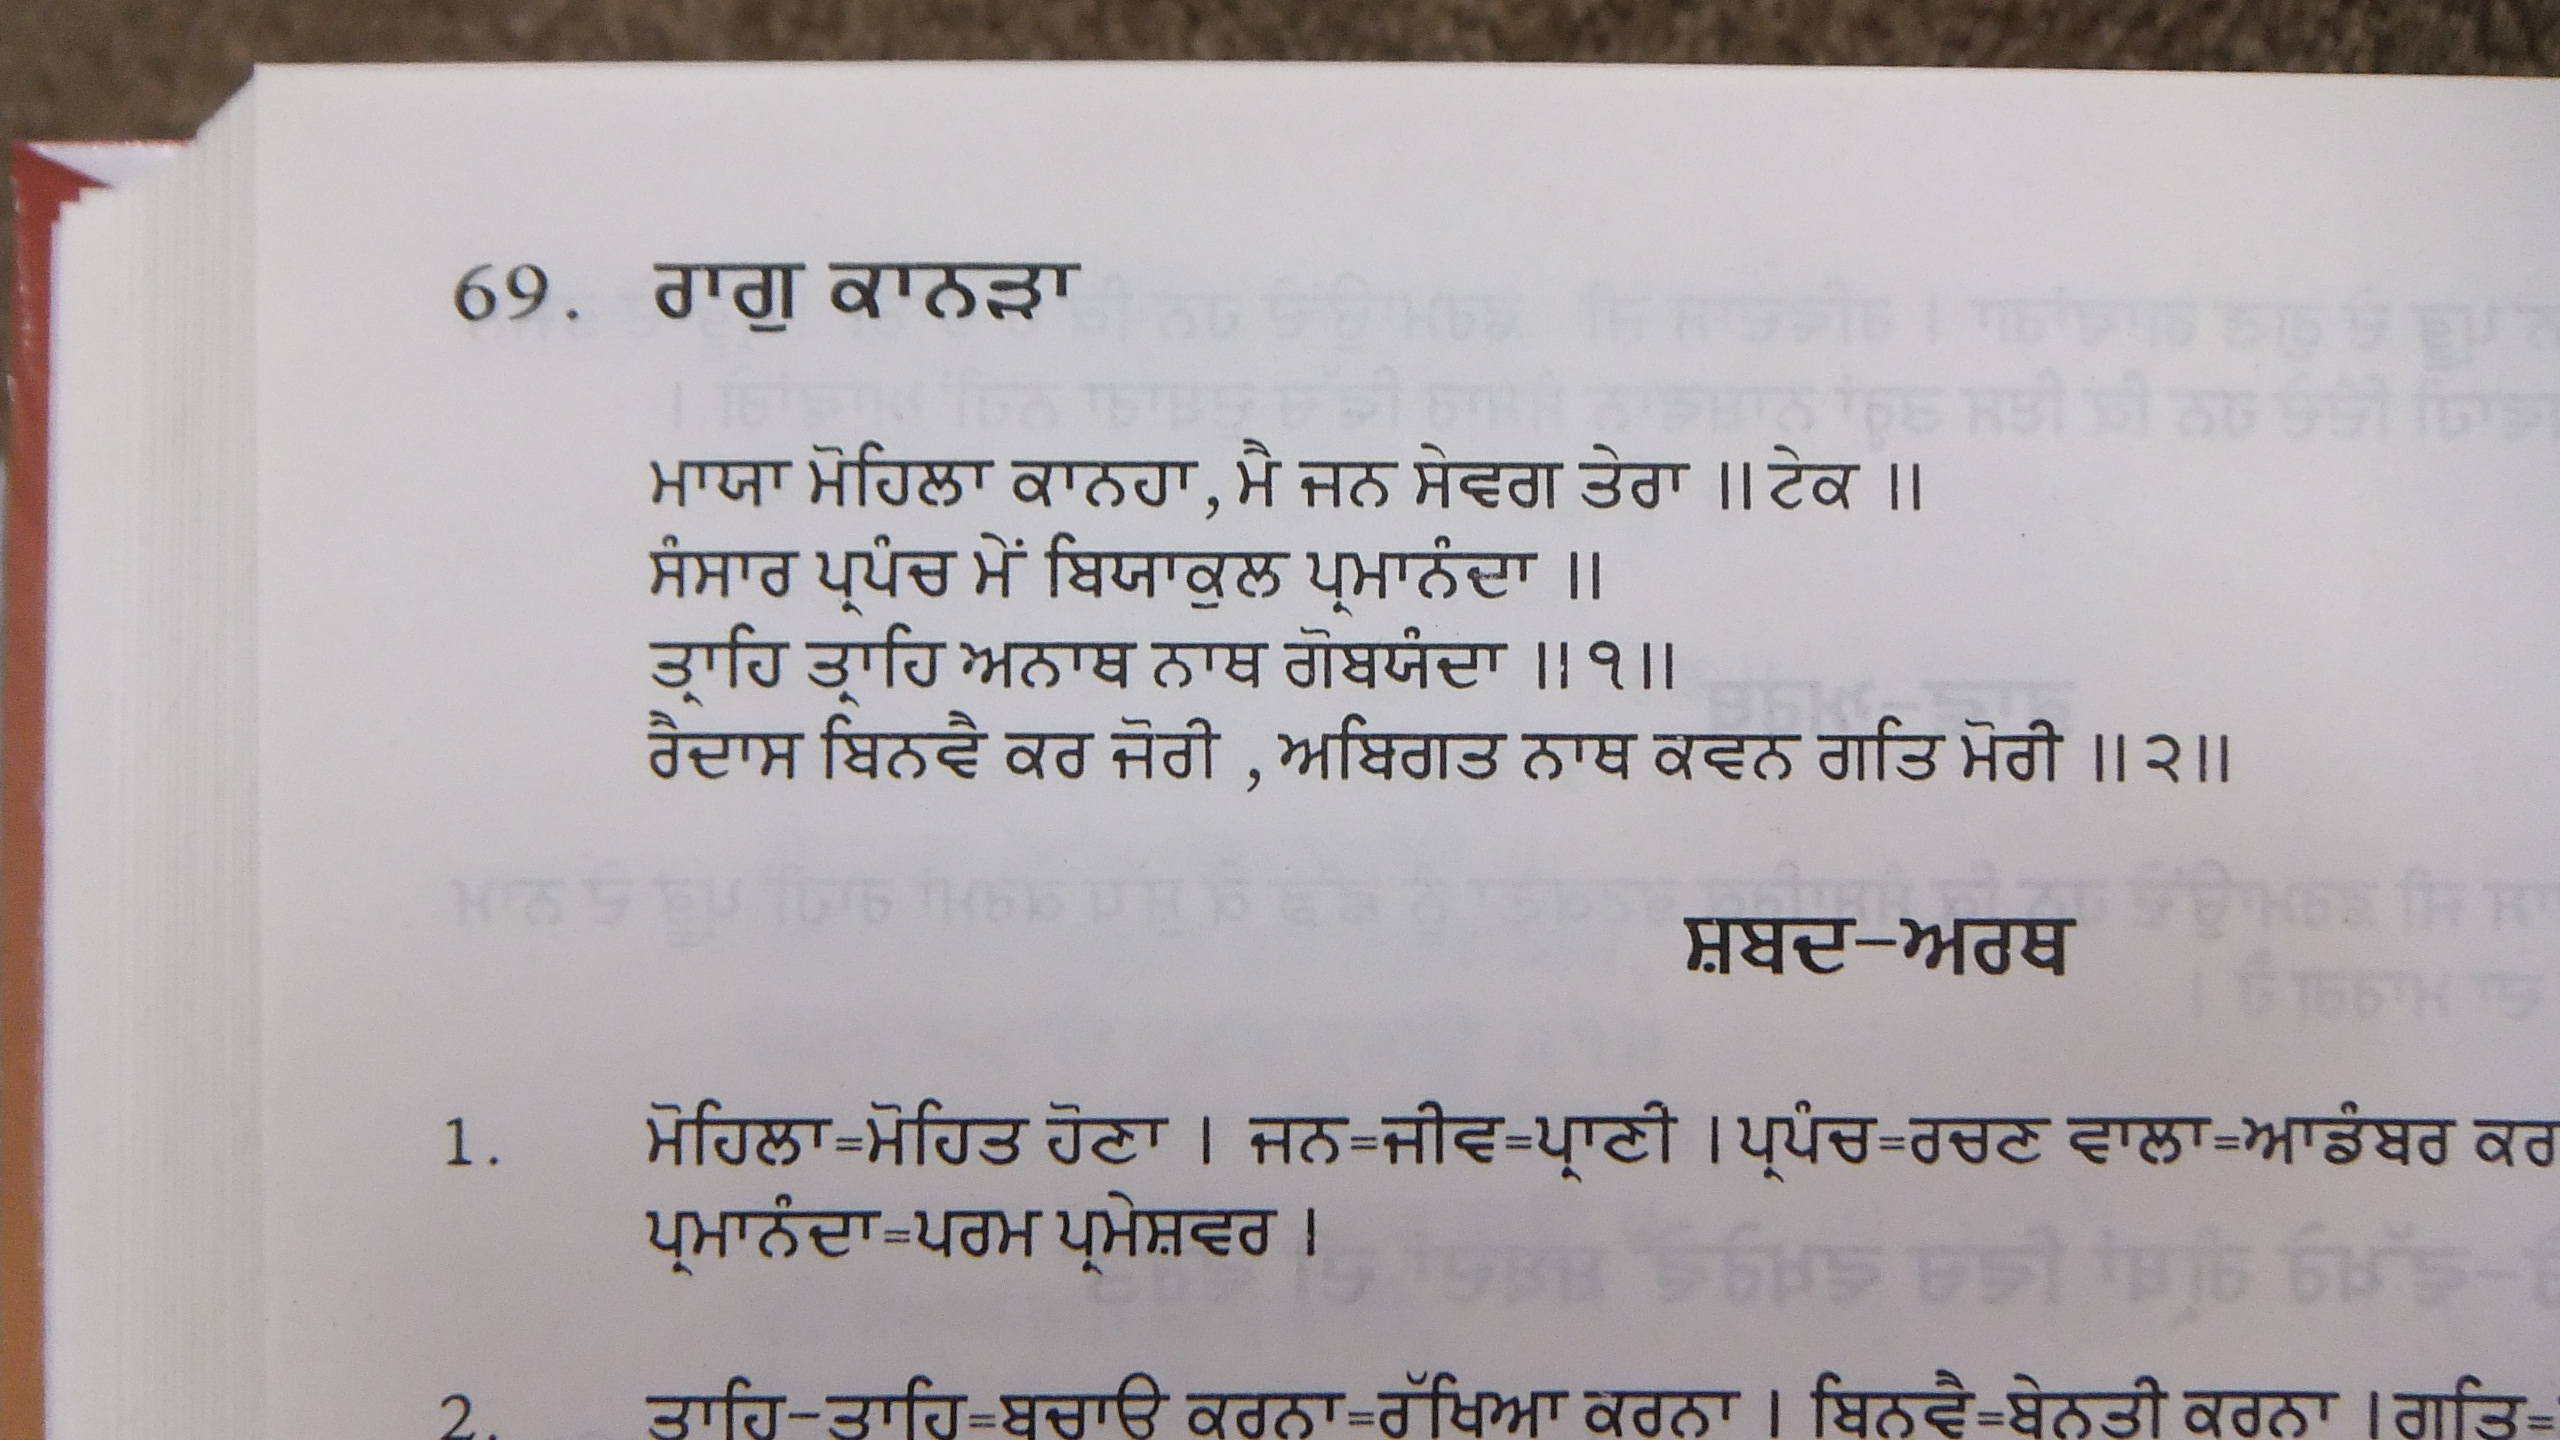 69. ਰਾਗੁ ਕਾਨੜਾ
ਮਾਯਾ ਮੋਹਿਲਾ ਕਾਨਹਾ, ਮੈ ਜਨ ਸੇਵਗ ਤੇਰਾ ॥ ਟੇਕ ॥
ਸੰਸਾਰ ਪ੍ਰਪੰਚ ਮੇਂ ਬਿਯਾਕੁਲ ਪ੍ਰਮਾਨੰਦਾ ॥
ਤ੍ਰਾਹਿ ਤ੍ਰਾਹਿ ਅਨਾਥ ਨਾਥ ਗੋਬਯੰਦਾ ॥੧॥
ਰੈਦਾਸ ਬਿਨਵੈ ਕਰ ਜੋਰੀ , ਅਬਿਗਤ ਨਾਥ ਕਵਨ ਗਤਿ ਮੋਰੀ ॥੨॥
ਸ਼ਬਦ-ਅਰਥ
1. ਮੋਹਿਲਾ=ਮੋਹਿਤ ਹੋਣਾ । ਜਨ=ਜੀਵ=ਪ੍ਰਾਣੀ । ਪ੍ਰਪੰਚ=ਰਚਣ ਵਾਲਾ=ਆਡੰਬਰ ਕਰ
ਪ੍ਰਮਾਨੰਦਾ=ਪਰਮ ਪ੍ਰਮੇਸ਼ਵਰ ।
2. ਤਾਹਿ-ਤਾਹਿ=ਬਚਾਓ ਕਰਨਾ=ਰੱਖਿਆ ਕਰਨਾ । ਬਿਨਵੈ=ਬੇਨਤੀ ਕਰਨਾ । ਗਤਿ=